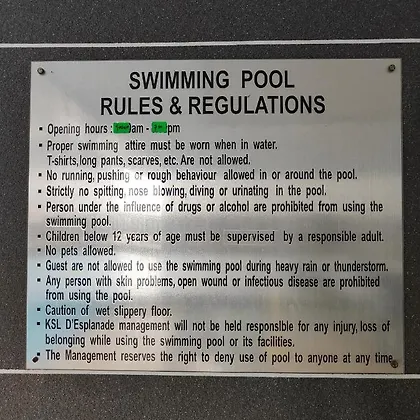 SWIMMING POOL
RULES & REGULATIONS
▪ Opening hours : am - pm
▪ Proper swimming attire must be worn when in water.
T-shirts,long pants, scarves, etc. Are not allowed.
▪ No running, pushing or rough behaviour allowed in or around the pool.
▪ Strictly no spitting, nose blowing, diving or urinating in the pool.
▪ Person under the influence of drugs or alcohol are prohibited from using the
swimming pool.
▪ Children below 12 years of age must be supervised by a responsible adult.
▪ No pets allowed.
▪ Guest are not allowed to use the swimming pool during heavy rain or thunderstorm.
▪ Any person with skin problems, open wound or infectious disease are prohibited
from using the pool.
▪ Caution of wet slippery floor.
▪ KSL D'Esplanade management will not be held responsible for any injury, loss of
belonging while using the swimming pool or its facilities.
▪ The Management reserves the right to deny use of pool to anyone at any time